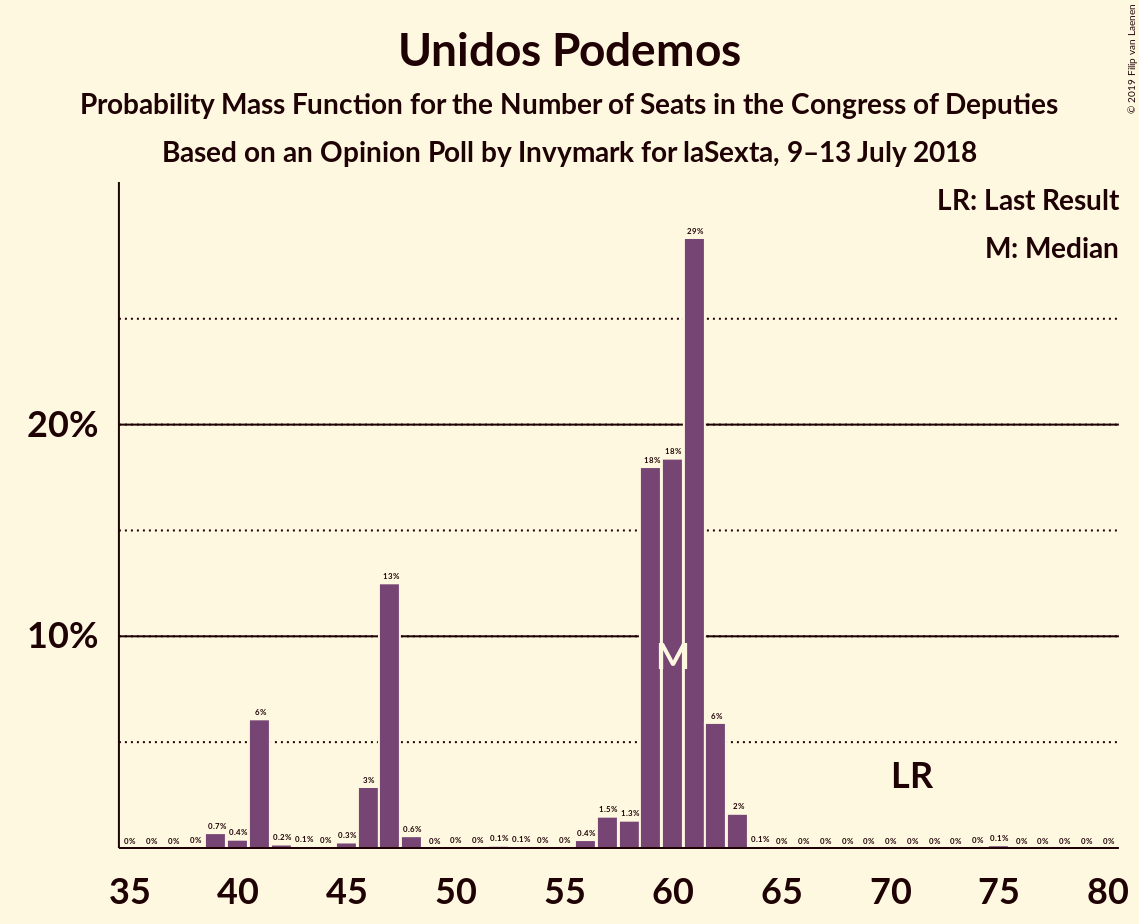 Unidos Podemos
Probability Mass Function for the Number of Seats in the Congress of Deputies
Based on an Opinion Poll by Invymark for laSexta, 9–13 July 2018
© 2019 Filip van Laenen
LR: Last Result
M: Median
20%
10%
0% 0% 0% 0% 0.7% 0.4% 6% 0.2% 0.1% 0% 0.3% 3% 13% 0.6% 0% 0% 0% 0.1% 0.1% 0% 0% 0.4% 1.5% 1.3% 18% 18% 29% 6% 2% 0.1% 0% 0% 0% 0% 0% 0% 0% 0% 0% 0% 0.1% 0% 0% 0% 0% 0%
M
LR
35 40 45 50 55 60 65 70 75 80